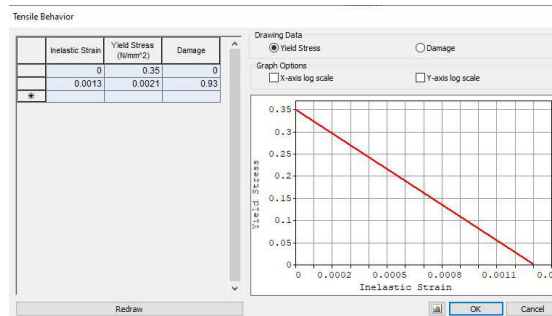 Tensile Behavior
Inelastic Strain Yield Stress (N/mm^2) Damage
0 0.35 0
0.0013 0.0021 0.93
*
Redraw
Drawing Data
Yield Stress Damage
Graph Options
X-axis log scale Y-axis log scale
0.35
0.3
0.25
0.2
0.15
0.1
0.05
0
Yield Stress
0 0.0002 0.0005 0.0008 0.0011 0.0
Inelastic Strain
OK Cancel